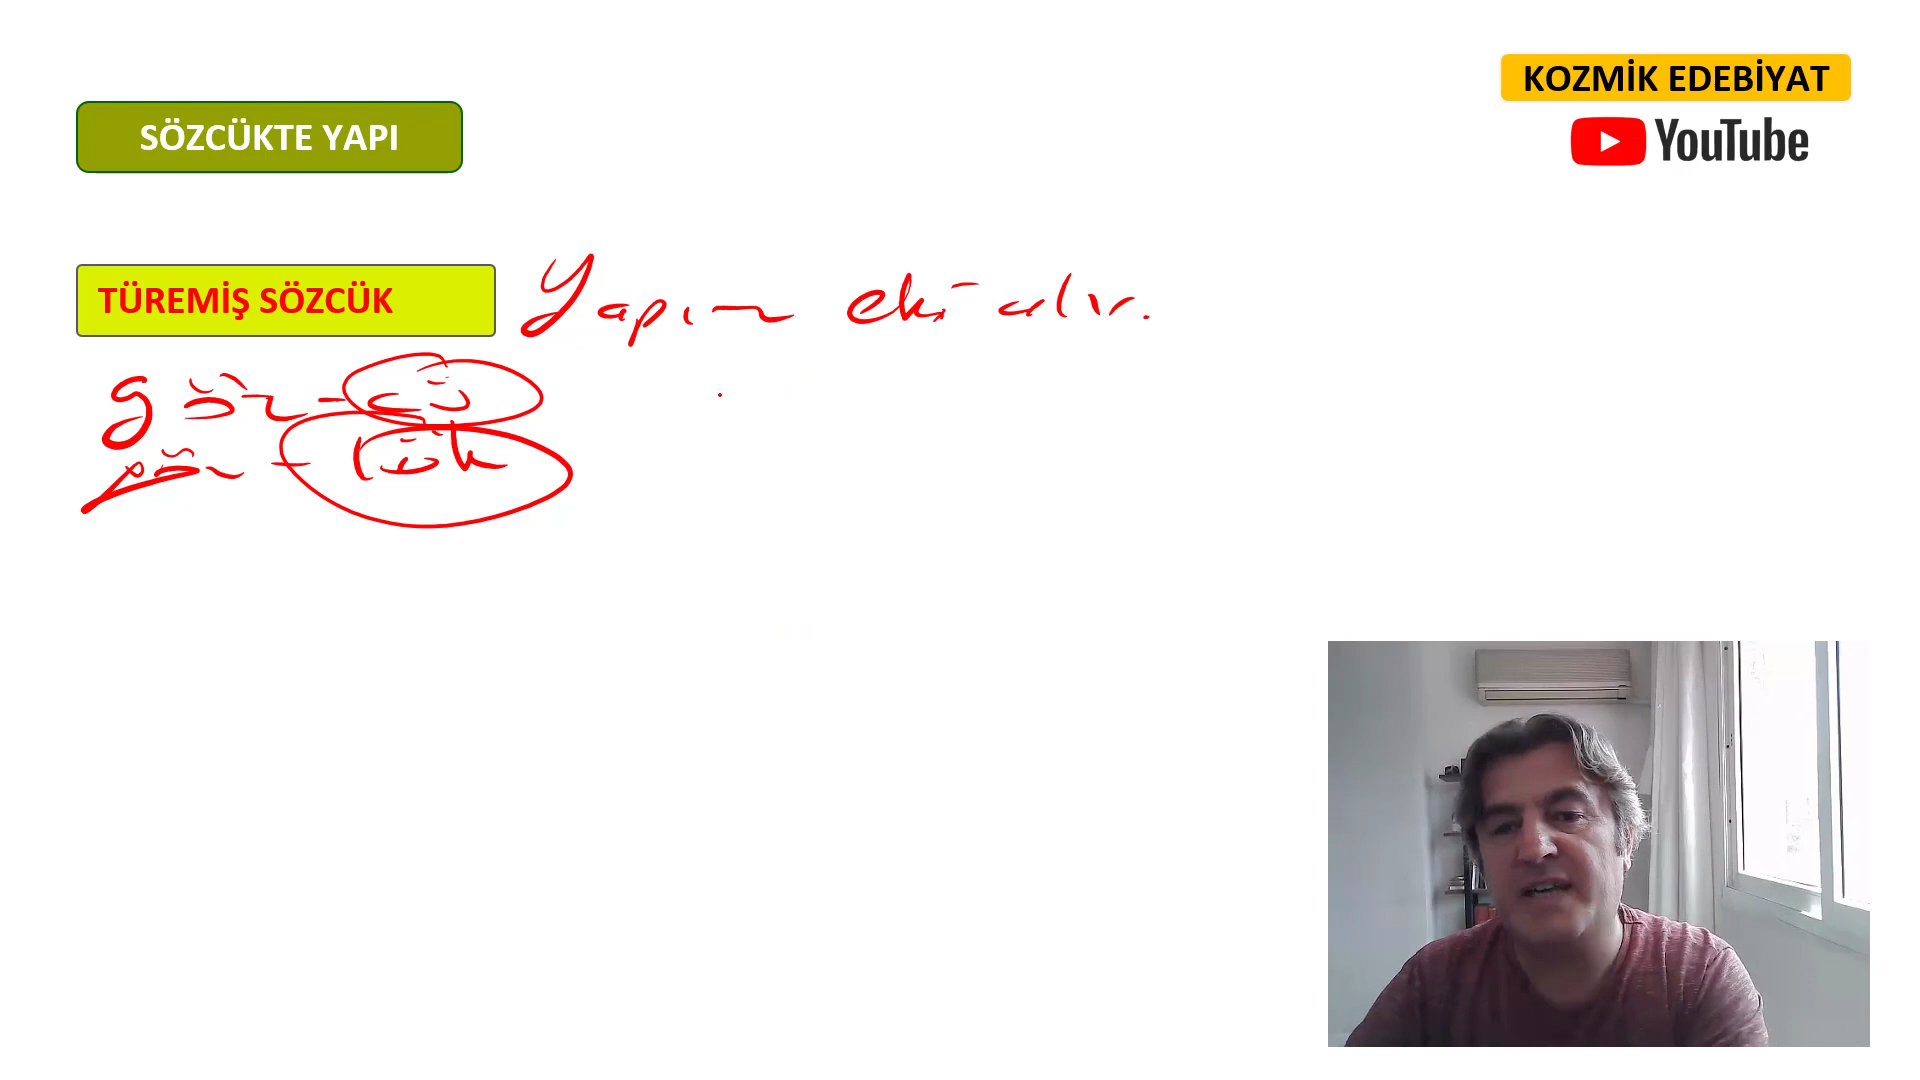 KOZMİK EDEBİYAT
YouTube
SÖZCÜKTE YAPI
TÜREMİŞ SÖZCÜK
Yapım eki alır.
göz-cü
göz-lük